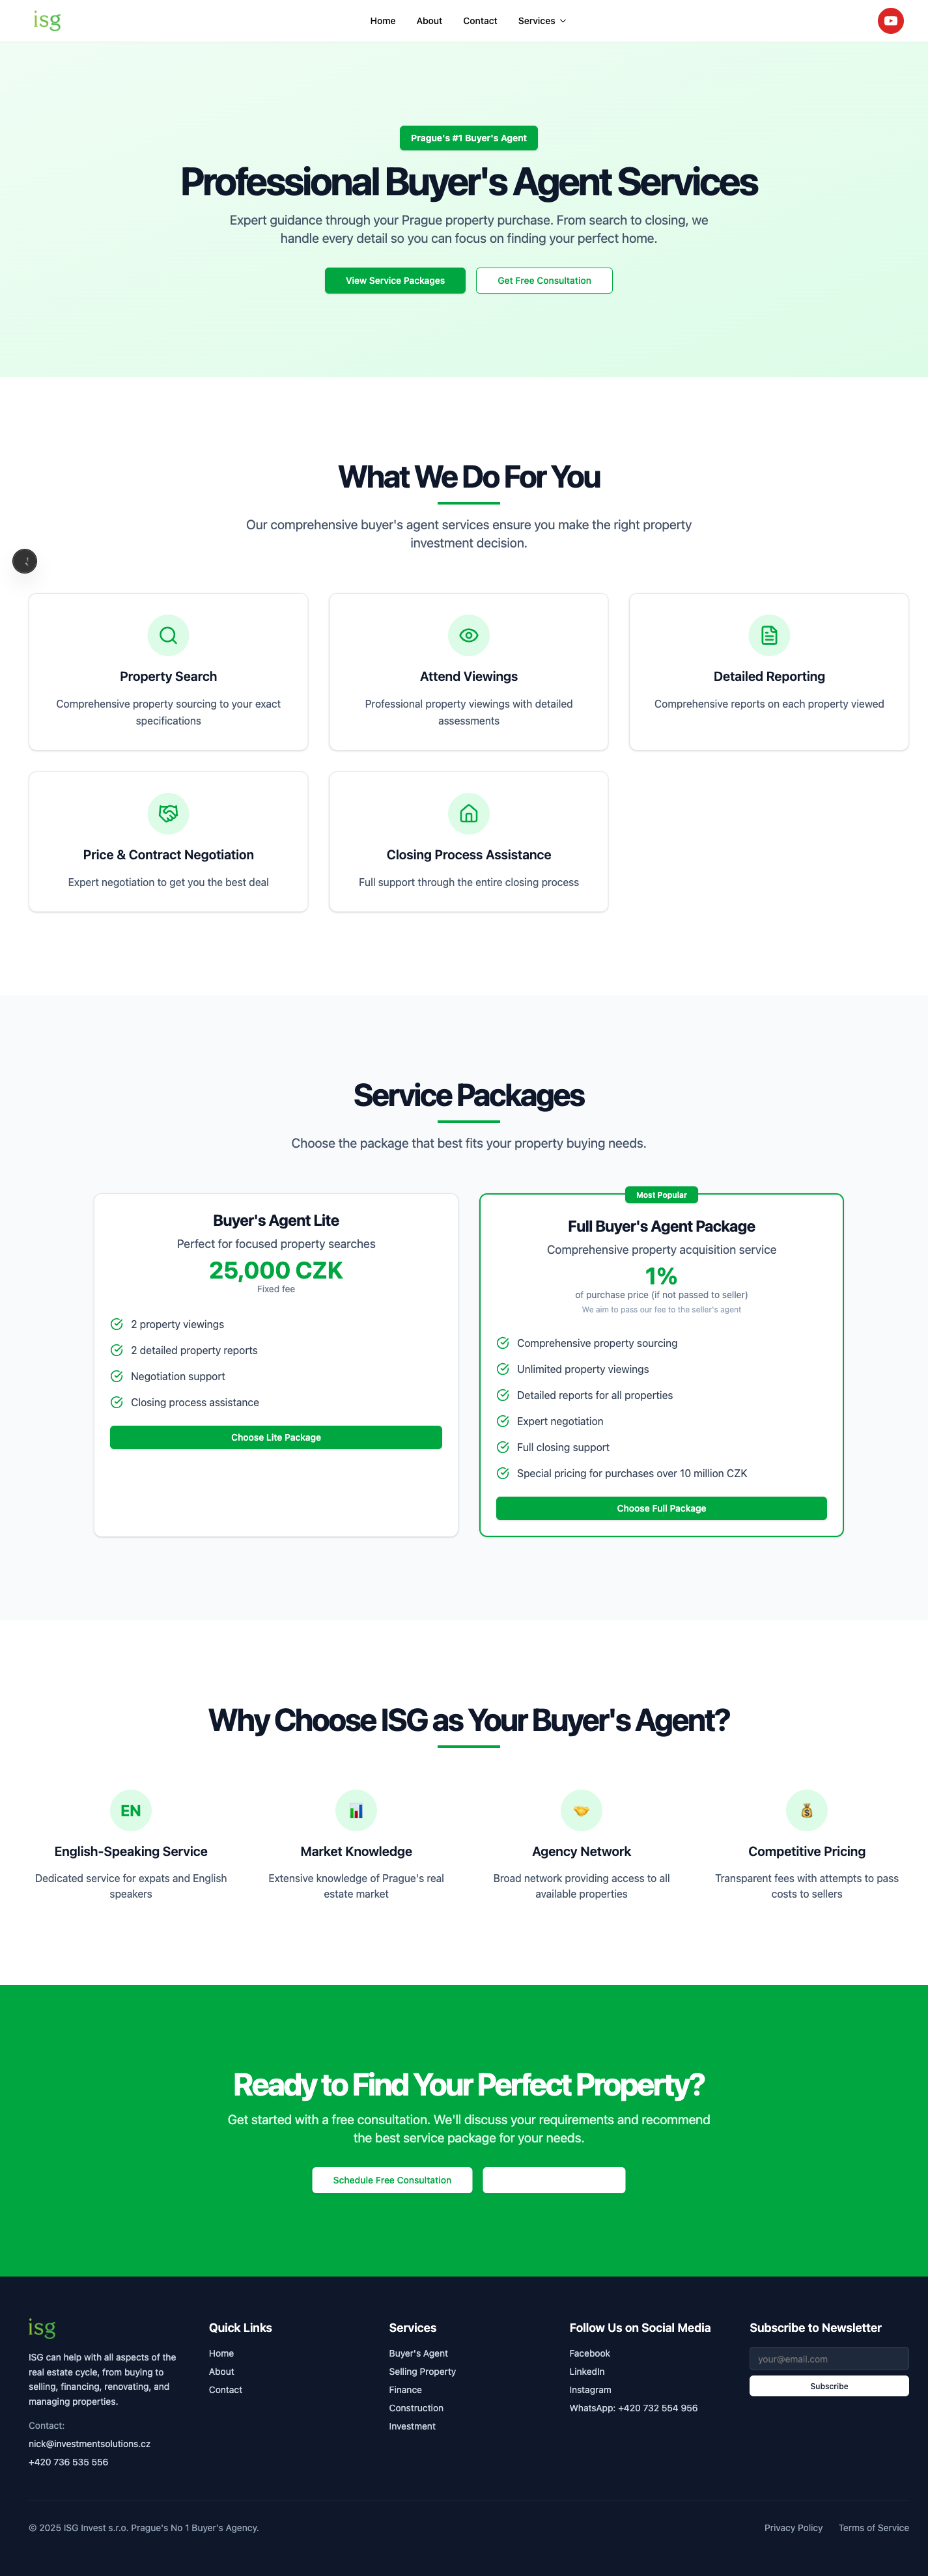 isg
Home
About
Contact
Services
Prague's #1 Buyer's Agent
Professional Buyer's Agent Services
Expert guidance through your Prague property purchase. From search to closing, we
handle every detail so you can focus on finding your perfect home.
View Service Packages
Get Free Consultation
What We Do For You
Our comprehensive buyer's agent services ensure you make the right property
investment decision.
Property Search
Comprehensive property sourcing to your exact
specifications
Attend Viewings
Professional property viewings with detailed
assessments
Detailed Reporting
Comprehensive reports on each property viewed
Price & Contract Negotiation
Expert negotiation to get you the best deal
Closing Process Assistance
Full support through the entire closing process
Service Packages
Choose the package that best fits your property buying needs.
Buyer's Agent Lite
Perfect for focused property searches
25,000 CZK
Fixed fee
2 property viewings
2 detailed property reports
Negotiation support
Closing process assistance
Choose Lite Package
Most Popular
Full Buyer's Agent Package
Comprehensive property acquisition service
1%
of purchase price (if not passed to seller)
We aim to pass our fee to the seller's agent
Comprehensive property sourcing
Unlimited property viewings
Detailed reports for all properties
Expert negotiation
Full closing support
Special pricing for purchases over 10 million CZK
Choose Full Package
Why Choose ISG as Your Buyer's Agent?
EN
English-Speaking Service
Dedicated service for expats and English
speakers
Market Knowledge
Extensive knowledge of Prague's real
estate market
Agency Network
Broad network providing access to all
available properties
Competitive Pricing
Transparent fees with attempts to pass
costs to sellers
Ready to Find Your Perfect Property?
Get started with a free consultation. We'll discuss your requirements and recommend
the best service package for your needs.
Schedule Free Consultation
isg
ISG can help with all aspects of the
real estate cycle, from buying to
selling, financing, renovating, and
managing properties.
Contact:
nick@investmentsolutions.cz
+420 736 535 556
Quick Links
Home
About
Contact
Services
Buyer's Agent
Selling Property
Finance
Construction
Investment
Follow Us on Social Media
Facebook
LinkedIn
Instagram
WhatsApp: +420 732 554 956
Subscribe to Newsletter
your@email.com
Subscribe
© 2025 ISG Invest s.r.o. Prague's No 1 Buyer's Agency.
Privacy Policy
Terms of Service